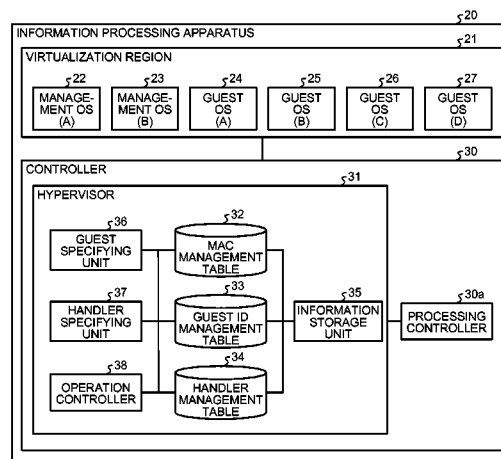 20
INFORMATION PROCESSING APPARATUS
21
VIRTUALIZATION REGION
22 23 24 25 26 27
MANAGE- MANAGE- GUEST GUEST GUEST GUEST
MENT OS MENT OS OS OS OS OS
(A) (B) (A) (B) (C) (D)
30
CONTROLLER
31
HYPERVISOR
36 32
GUEST
SPECIFYING
UNIT
MAC
MANAGEMENT
TABLE
37 33 35 30a
HANDLER
SPECIFYING
UNIT
GUEST ID
MANAGEMENT
TABLE
INFORMATION
STORAGE
UNIT
PROCESSING
CONTROLLER
38 34
OPERATION
CONTROLLER
HANDLER
MANAGEMENT
TABLE